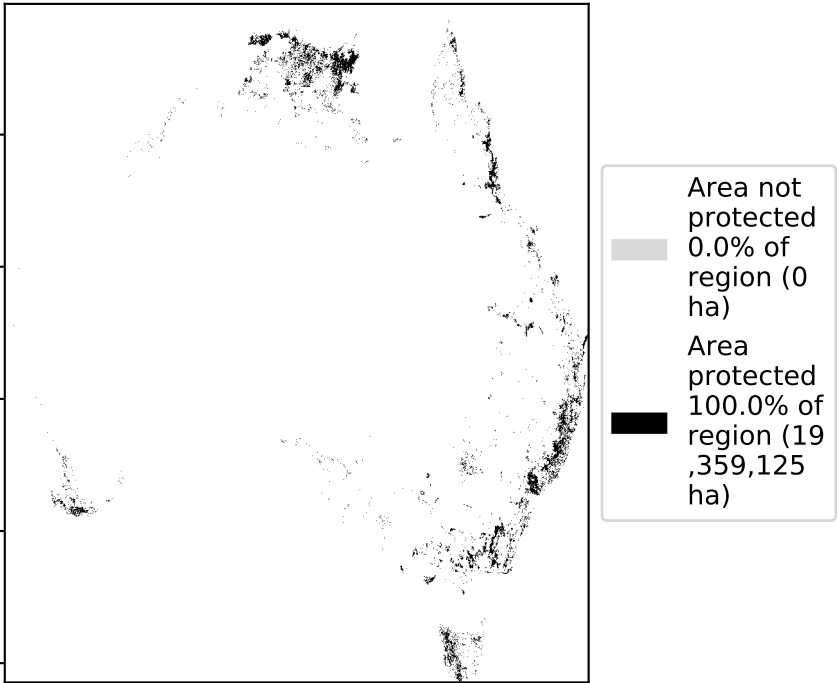 Area not
protected
0.0% of
region (0
ha)
Area
protected
100.0% of
region (19
,359,125
ha)